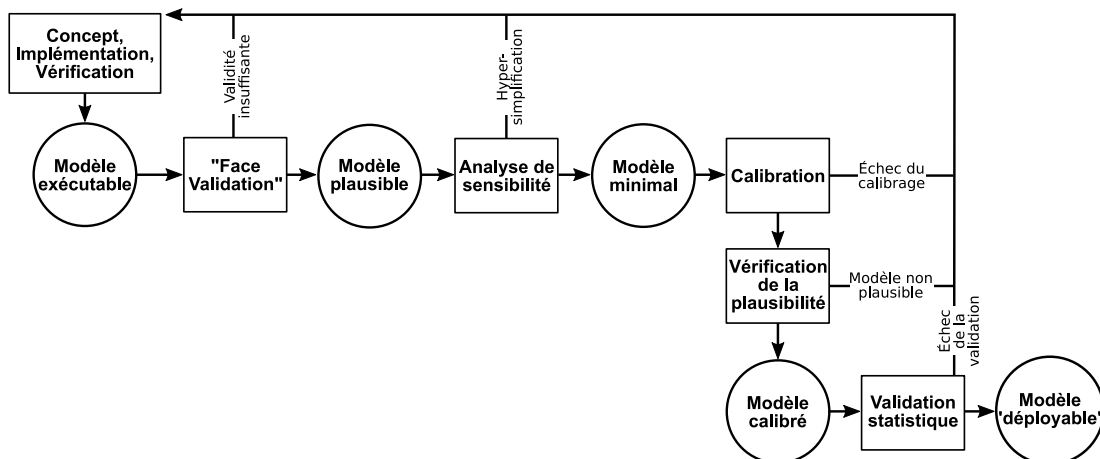 Concept,
Implémentation,
Vérification
Validité
insuffisante
Hyper-
simplification
Modèle
exécutable
"Face
Validation"
Modèle
plausible
Analyse de
sensibilité
Modèle
minimal
Calibration
Échec du
calibrage
Vérification
de la
plausibilité
Modèle non
plausible
Échec
de la
validation
Modèle
calibré
Validation
statistique
Modèle
'déployable'